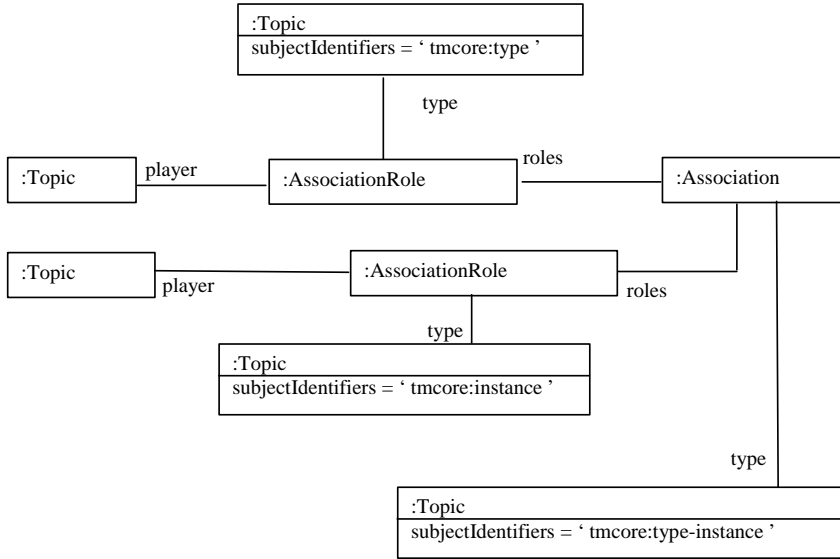 :Topic
subjectIdentifiers = ‘ tmcore:type ’
type
:Topic
player
:AssociationRole
roles
:Association
:Topic
player
:AssociationRole
roles
type
:Topic
subjectIdentifiers = ‘ tmcore:instance ’
type
:Topic
subjectIdentifiers = ‘ tmcore:type-instance ’